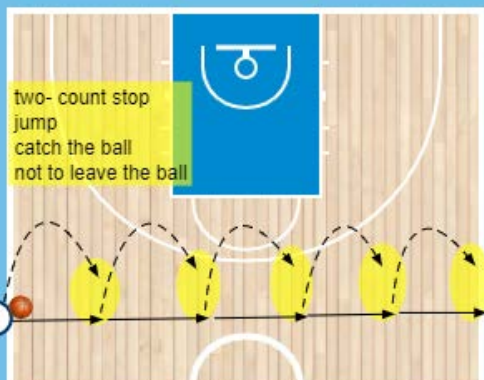 two- count stop
jump
catch the ball
not to leave the ball